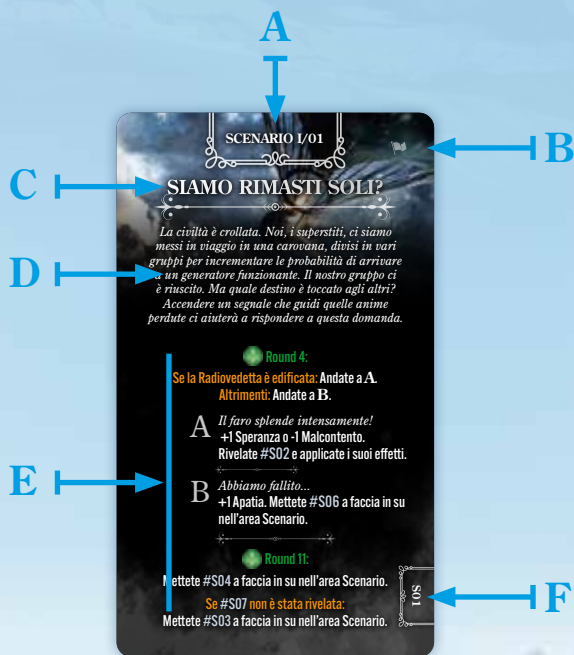 A
SCENARIO I/01
B
C
SIAMO RIMASTI SOLI?
La civiltà è crollata. Noi, i superstiti, ci siamo
messi in viaggio in una carovana, divisi in vari
gruppi per incrementare le probabilità di arrivare
D
a un generatore funzionante. Il nostro gruppo ci
è riuscito. Ma quale destino è toccato agli altri?
Accendere un segnale che guidi quelle anime
perdute ci aiuterà a rispondere a questa domanda.
Round 4:
Se la Radiovedetta è edificata: Andate a A.
Altrimenti: Andate a B.
A
Il faro splende intensamente!
+1 Speranza o -1 Malcontento.
Rivelate #S02 e applicate i suoi effetti.
E
B
Abbiamo fallito...
+1 Apatia. Mettete #S06 a faccia in su
nell'area Scenario.
Round 11:
Mettete #S04 a faccia in su nell'area Scenario.
Se #S07 non è stata rivelata:
Mettete #S03 a faccia in su nell'area Scenario.
S01
F